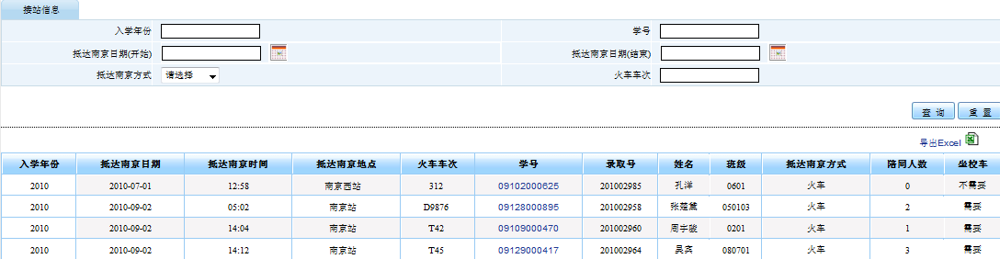 接站信息
入学年份 学号
抵达南京日期(开始) 抵达南京日期(结束)
抵达南京方式 请选择 火车车次
查 询 重 置
导出Excel
入学年份 抵达南京日期 抵达南京时间 抵达南京地点 火车车次 学号 录取号 姓名 班级 抵达南京方式 陪同人数 坐校车
2010 2010-07-01 12:58 南京西站 312 09102000625 201002985 孔洋 0601 火车 0 不需要
2010 2010-09-02 05:02 南京站 D9876 09128000895 201002958 张楚黛 050103 火车 2 需要
2010 2010-09-02 14:04 南京站 T42 09109000470 201002960 周宇骏 0201 火车 1 需要
2010 2010-09-02 14:12 南京站 T45 09129000417 201002964 吴宾 080701 火车 3 需要